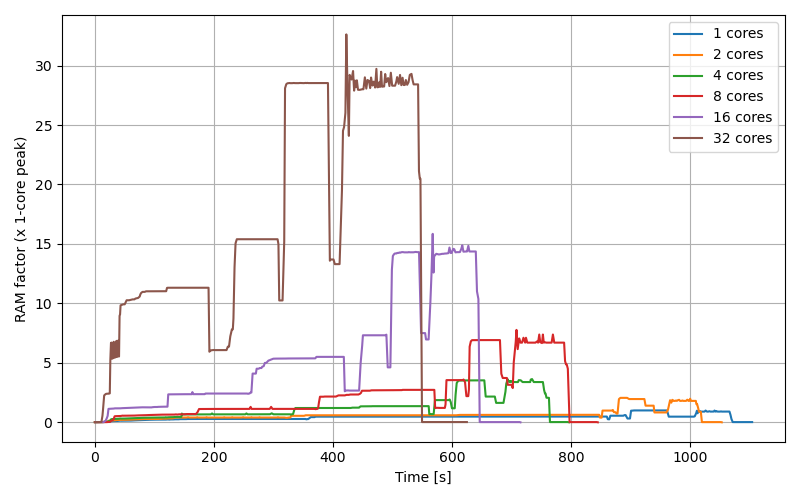 RAM factor (x 1-core peak)
30
25
20
15
10
5
0
0
200
400
600
800
1000
Time [s]
1 cores
2 cores
4 cores
8 cores
16 cores
32 cores